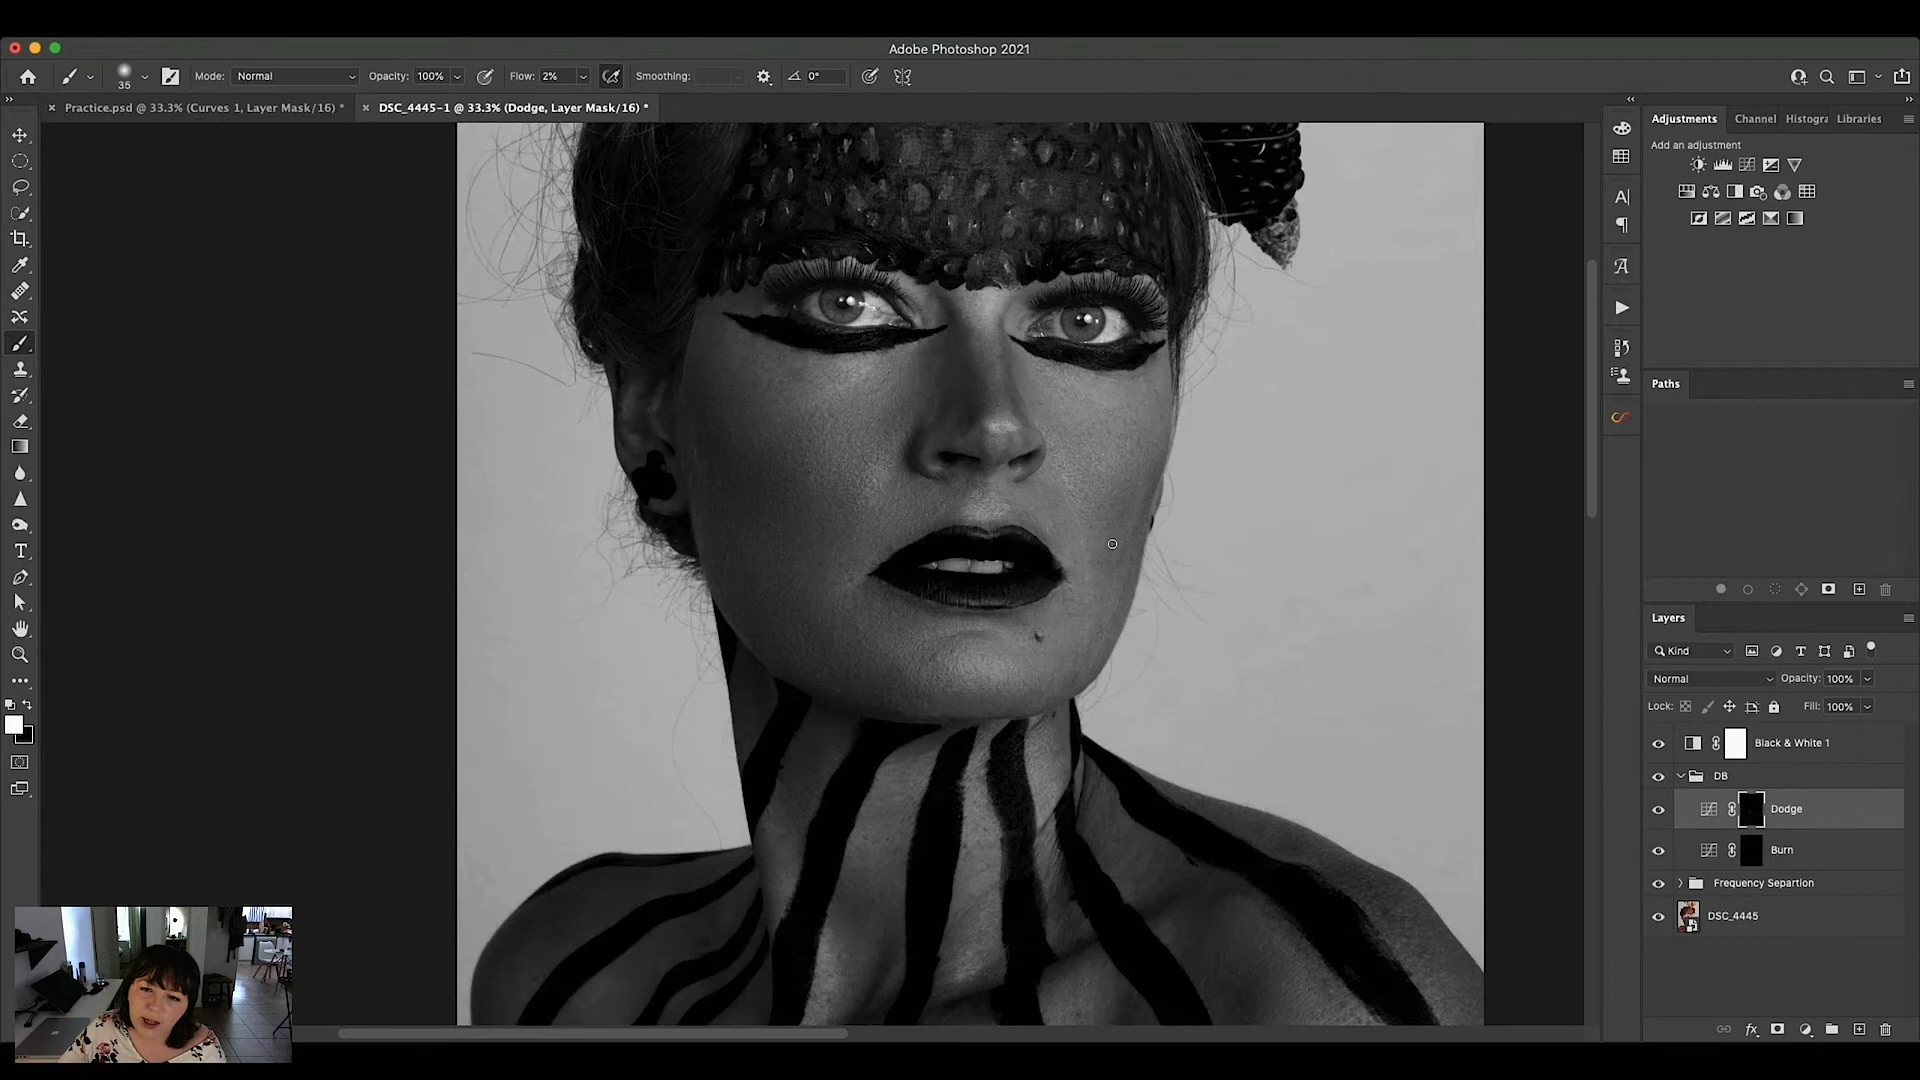 Adobe Photoshop 2021
35
Mode: Normal
Opacity: 100%
Flow: 2%
Smoothing:
0°
Practice.psd @ 33.3% (Curves 1, Layer Mask/16) *
DSC_4445-1 @ 33.3% (Dodge, Layer Mask/16) *
Adjustments
Channel
Histogra
Libraries
Add an adjustment
Paths
Layers
Kind
Normal
Opacity: 100%
Lock:
Fill: 100%
Black & White 1
DB
Dodge
Burn
Frequency Separtion
DSC_4445